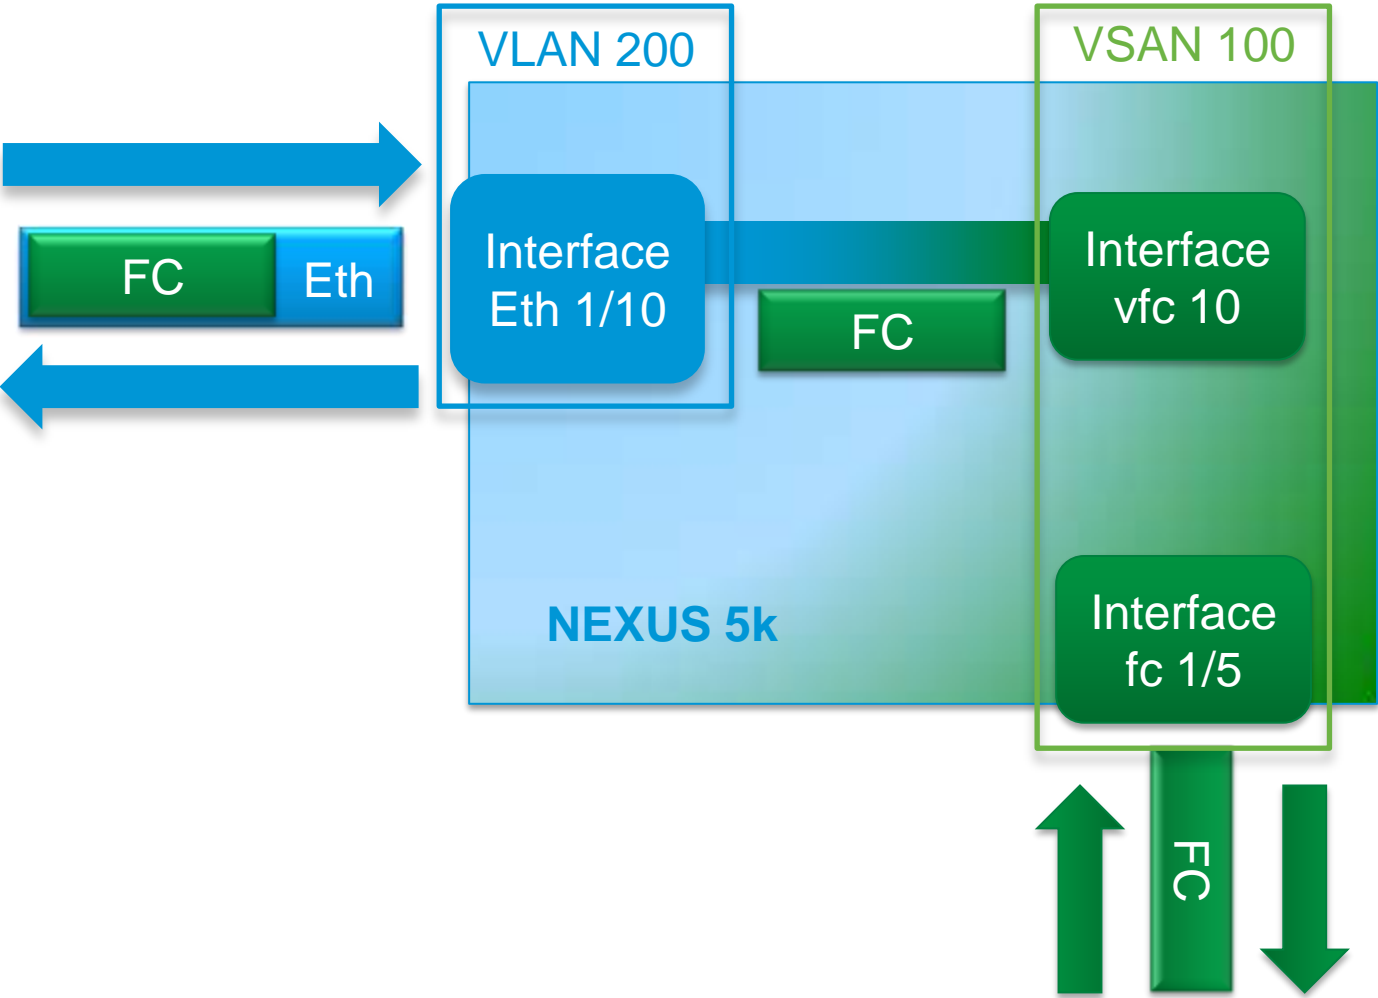 VLAN 200
VSAN 100
FC
Eth
Interface
Eth 1/10
FC
Interface
vfc 10
NEXUS 5k
Interface
fc 1/5
FC